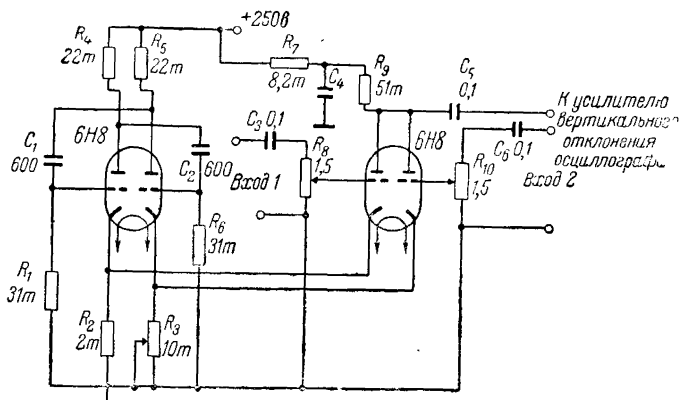 +250в
R4
22т
R5
22т
R7
8,2т
C4
R9
51т
C5
0,1
К усилителю
вертикального
отклонения
осциллографа
C1
600
6Н8
C2
600
C3 0,1
Вход 1
R8
1,5
6Н8
R10
1,5
C6 0,1
Вход 2
R6
31т
R1
31т
R2
2т
R3
10т